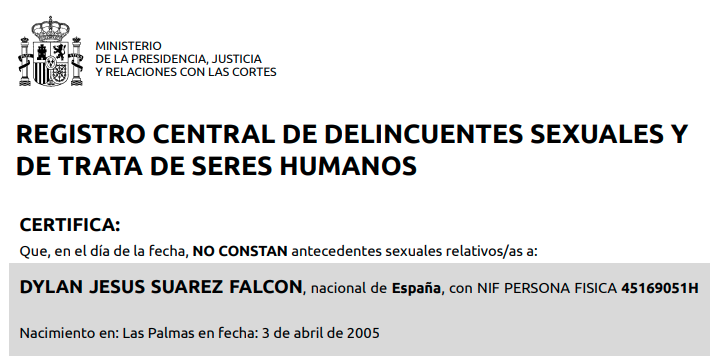 MINISTERIO
DE LA PRESIDENCIA, JUSTICIA
Y RELACIONES CON LAS CORTES
REGISTRO CENTRAL DE DELINCUENTES SEXUALES Y
DE TRATA DE SERES HUMANOS
CERTIFICA:
Que, en el día de la fecha, NO CONSTAN antecedentes sexuales relativos/as a:
DYLAN JESUS SUAREZ FALCON, nacional de España, con NIF PERSONA FISICA 45169051H
Nacimiento en: Las Palmas en fecha: 3 de abril de 2005